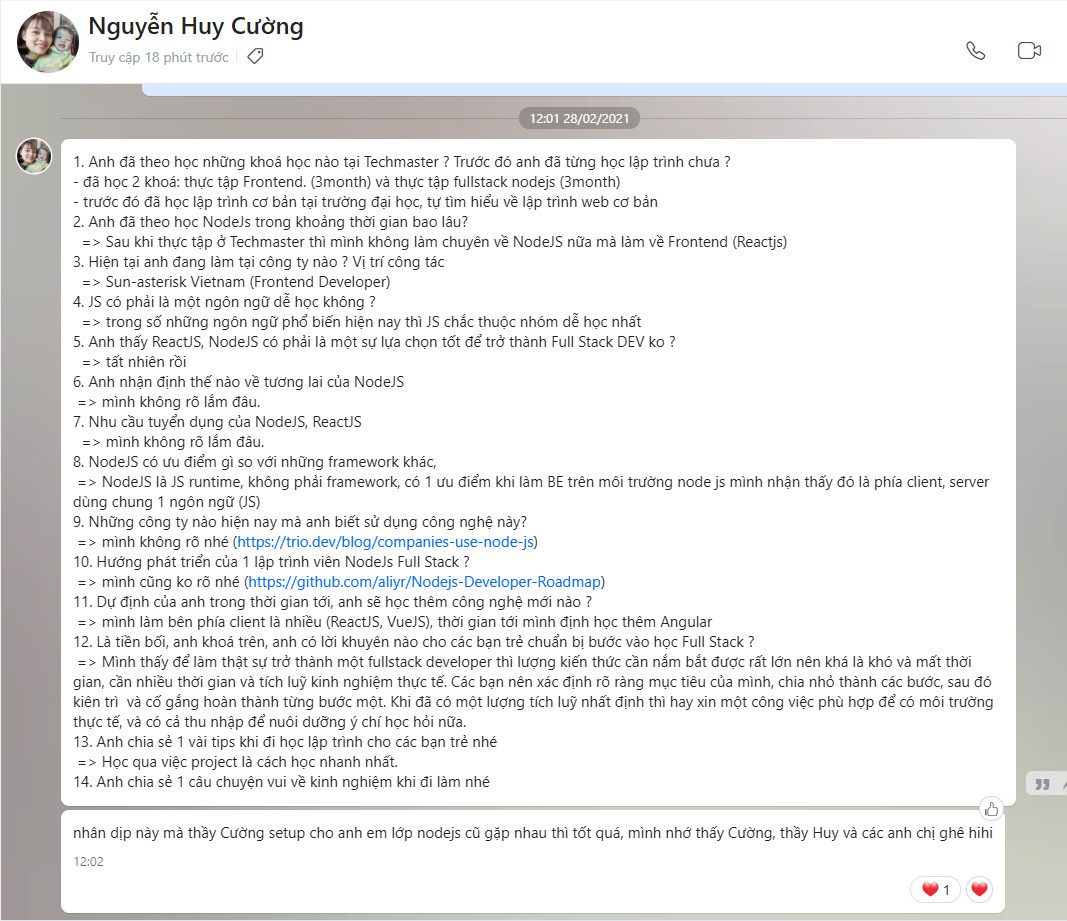 Nguyễn Huy Cường
Truy cập 18 phút trước
12:01 28/02/2021
1. Anh đã theo học những khoá học nào tại Techmaster ? Trước đó anh đã từng học lập trình chưa ?
- đã học 2 khoá: thực tập Frontend. (3month) và thực tập fullstack nodejs (3month)
- trước đó đã học lập trình cơ bản tại trường đại học, tự tìm hiểu về lập trình web cơ bản
2. Anh đã theo học NodeJs trong khoảng thời gian bao lâu?
=> Sau khi thực tập ở Techmaster thì mình không làm chuyên về NodeJS nữa mà làm về Frontend (Reactjs)
3. Hiện tại anh đang làm tại công ty nào ? Vị trí công tác
=> Sun-asterisk Vietnam (Frontend Developer)
4. JS có phải là một ngôn ngữ dễ học không ?
=> trong số những ngôn ngữ phổ biến hiện nay thì JS chắc thuộc nhóm dễ học nhất
5. Anh thấy ReactJS, NodeJS có phải là một sự lựa chọn tốt để trở thành Full Stack DEV ko ?
=> tất nhiên rồi
6. Anh nhận định thế nào về tương lai của NodeJS
=> mình không rõ lắm đâu.
7. Nhu cầu tuyển dụng của NodeJS, ReactJS
=> mình không rõ lắm đâu.
8. NodeJS có ưu điểm gì so với những framework khác,
=> NodeJS là JS runtime, không phải framework, có 1 ưu điểm khi làm BE trên môi trường node js mình nhận thấy đó là phía client, server
dùng chung 1 ngôn ngữ (JS)
9. Những công ty nào hiện nay mà anh biết sử dụng công nghệ này?
=> mình không rõ nhé (https://trio.dev/blog/companies-use-node-js)
10. Hướng phát triển của 1 lập trình viên NodeJs Full Stack ?
=> mình cũng ko rõ nhé (https://github.com/aliyr/Nodejs-Developer-Roadmap)
11. Dự định của anh trong thời gian tới, anh sẽ học thêm công nghệ mới nào ?
=> mình làm bên phía client là nhiều (ReactJS, VueJS), thời gian tới mình định học thêm Angular
12. Là tiền bối, anh khoá trên, anh có lời khuyên nào cho các bạn trẻ chuẩn bị bước vào học Full Stack ?
=> Mình thấy để làm thật sự trở thành một fullstack developer thì lượng kiến thức cần nắm bắt được rất lớn nên khá là khó và mất thời
gian, cần nhiều thời gian và tích luỹ kinh nghiệm thực tế. Các bạn nên xác định rõ ràng mục tiêu của mình, chia nhỏ thành các bước, sau đó
kiên trì và cố gắng hoàn thành từng bước một. Khi đã có một lượng tích luỹ nhất định thì hay xin một công việc phù hợp để có môi trường
thực tế, và có cả thu nhập để nuôi dưỡng ý chí học hỏi nữa.
13. Anh chia sẻ 1 vài tips khi đi học lập trình cho các bạn trẻ nhé
=> Học qua việc project là cách học nhanh nhất.
14. Anh chia sẻ 1 câu chuyện vui về kinh nghiệm khi đi làm nhé
nhân dịp này mà thầy Cường setup cho anh em lớp nodejs cũ gặp nhau thì tốt quá, mình nhớ thấy Cường, thầy Huy và các anh chị ghê hihi
12:02
1